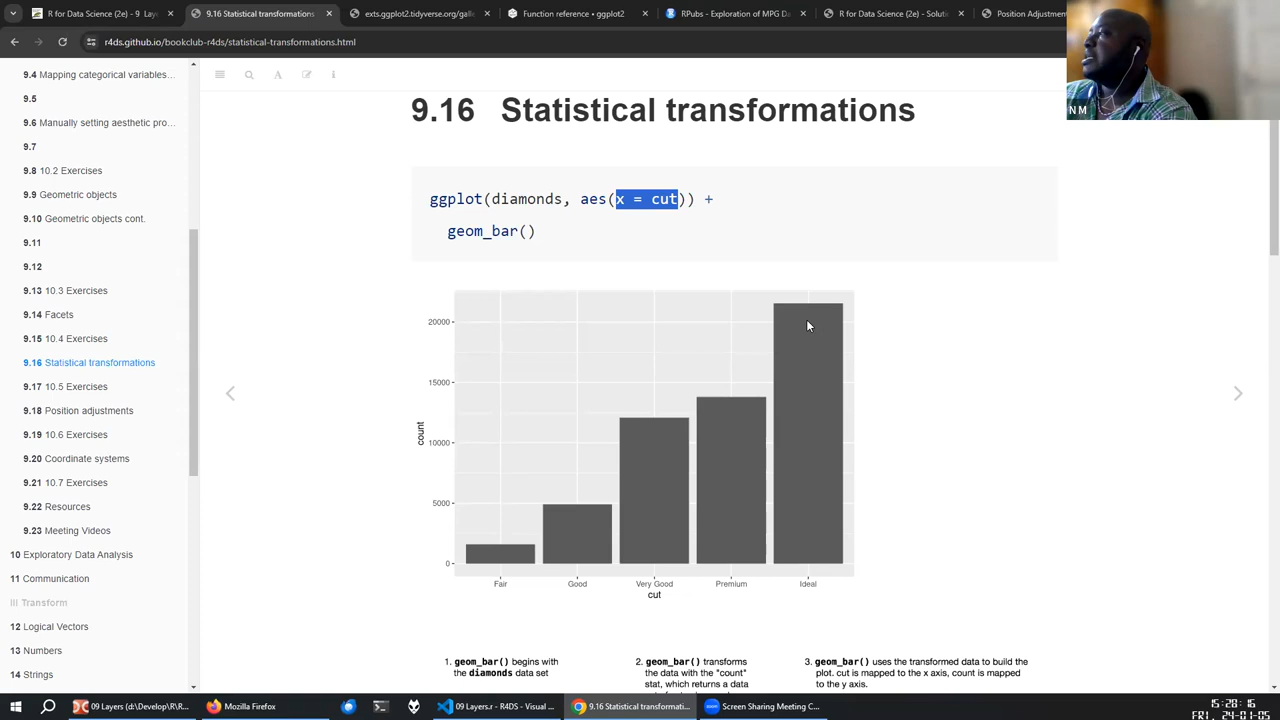 R for Data Science (2e) - 9 Laye
9.16 Statistical transformations
exts.ggplot2.tidyverse.org/gall
Function reference • ggplot2
RPubs - Exploration of MPG Da
R for Data Science (2e) - Soluti
Position Adjustmen
r4ds.github.io/bookclub-r4ds/statistical-transformations.html
NM
9.4 Mapping categorical variables…
9.5
9.6 Manually setting aesthetic pro…
9.7
9.8 10.2 Exercises
9.9 Geometric objects
9.10 Geometric objects cont.
9.11
9.12
9.13 10.3 Exercises
9.14 Facets
9.15 10.4 Exercises
9.16 Statistical transformations
9.17 10.5 Exercises
9.18 Position adjustments
9.19 10.6 Exercises
9.20 Coordinate systems
9.21 10.7 Exercises
9.22 Resources
9.23 Meeting Videos
10 Exploratory Data Analysis
11 Communication
III Transform
12 Logical Vectors
13 Numbers
14 Strings
9.16 Statistical transformations
ggplot(diamonds, aes(x = cut)) +
geom_bar()
20000
15000
10000
5000
0
count
Fair Good Very Good Premium Ideal
cut
1. geom_bar() begins with
the diamonds data set
2. geom_bar() transforms
the data with the "count"
stat, which returns a data
3. geom_bar() uses the transformed data to build the
plot. cut is mapped to the x axis, count is mapped
to the y axis.
09 Layers (d:\Develop\R\R...
Mozilla Firefox
09 Layers.r - R4DS - Visual ...
9.16 Statistical transformati...
Screen Sharing Meeting C...
15:28:16
FRI, 24-01-05